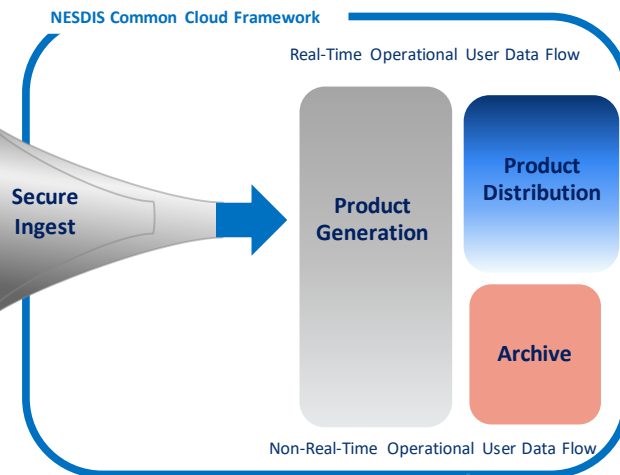 NESDIS Common Cloud Framework
Real-Time Operational User Data Flow
Secure
Ingest
Product
Generation
Product
Distribution
Archive
Non-Real-Time Operational User Data Flow